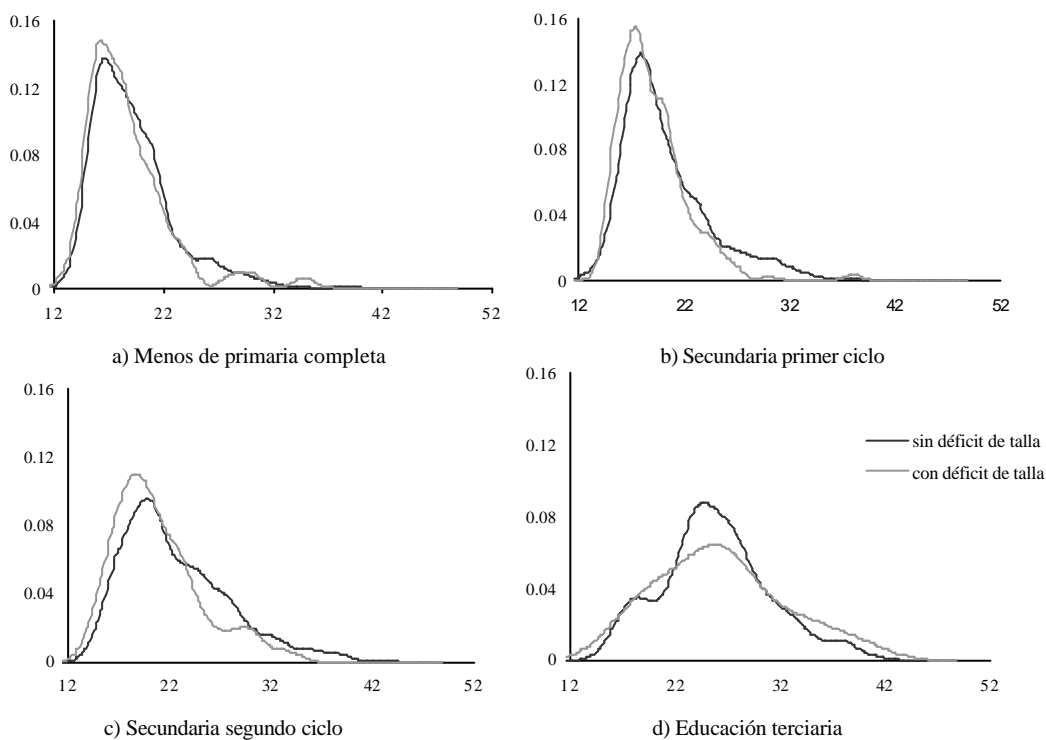 0.16
0.12
0.08
0.04
0
12 22 32 42 52
a) Menos de primaria completa
0.16
0.12
0.08
0.04
0
12 22 32 42 52
b) Secundaria primer ciclo
0.16
0.12
0.08
0.04
0
12 22 32 42 52
c) Secundaria segundo ciclo
0.16
0.12
0.08
0.04
0
12 22 32 42 52
sin déficit de talla
con déficit de talla
d) Educación terciaria